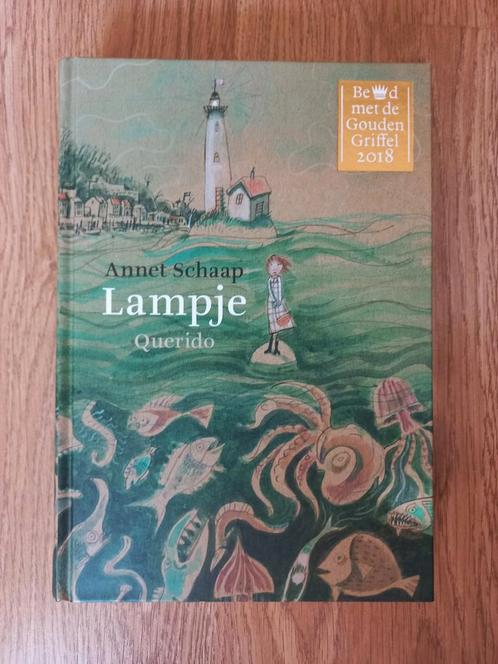 Be👑d
met de
Gouden
Griffel
2018
Annet Schaap
Lampje
Querido